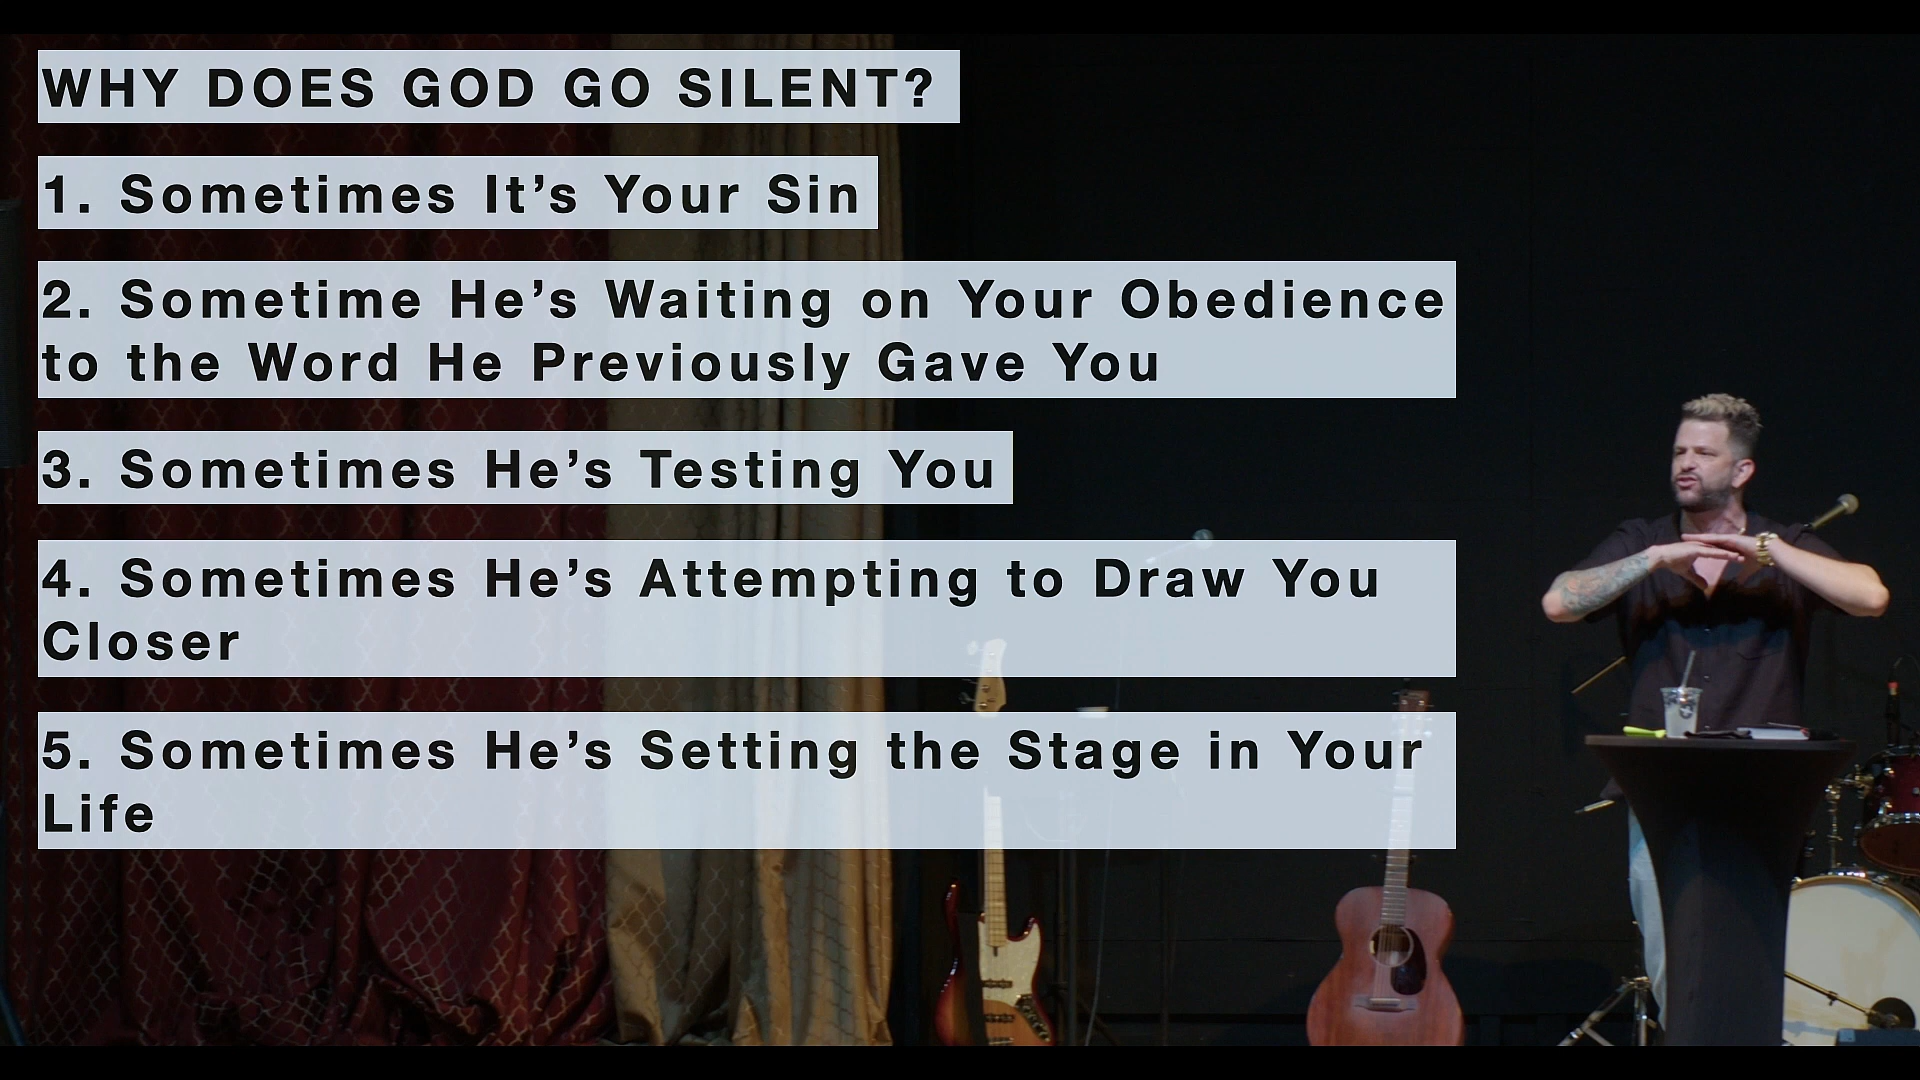 WHY DOES GOD GO SILENT?
1. Sometimes It’s Your Sin
2. Sometime He’s Waiting on Your Obedience
to the Word He Previously Gave You
3. Sometimes He’s Testing You
4. Sometimes He’s Attempting to Draw You
Closer
5. Sometimes He’s Setting the Stage in Your
Life